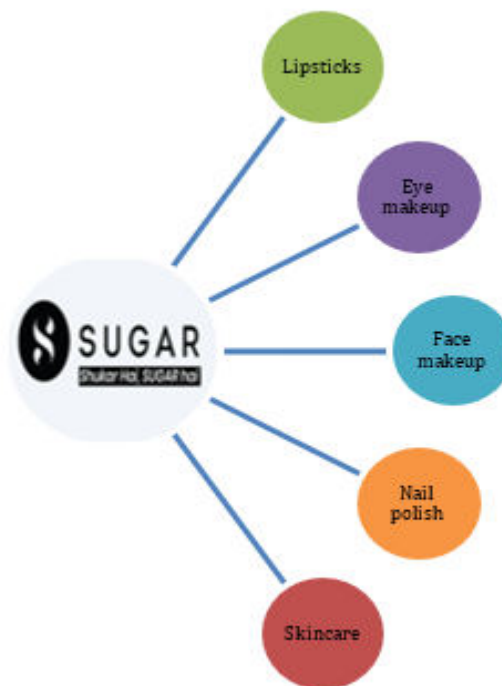 Lipsticks
Eye
makeup
SUGAR
Shukar Hai, SUGAR hai
Face
makeup
Nail
polish
Skincare